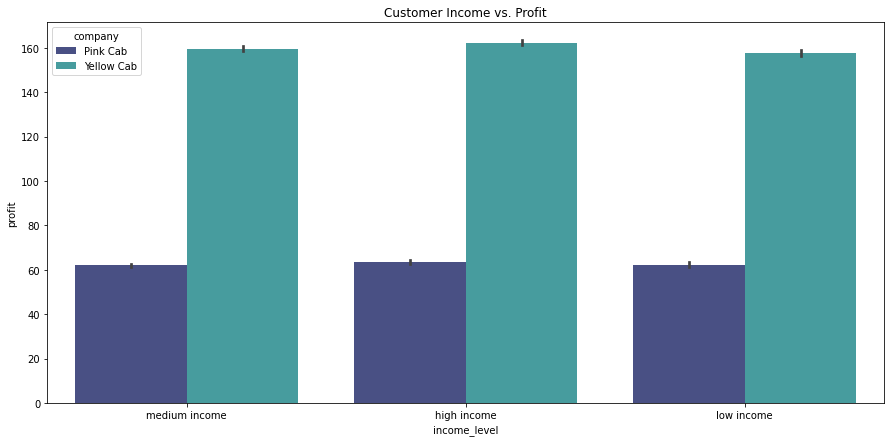 Customer Income vs. Profit
company
Pink Cab
Yellow Cab
160
140
120
100
80
60
40
20
0
profit
medium income
high income
low income
income_level